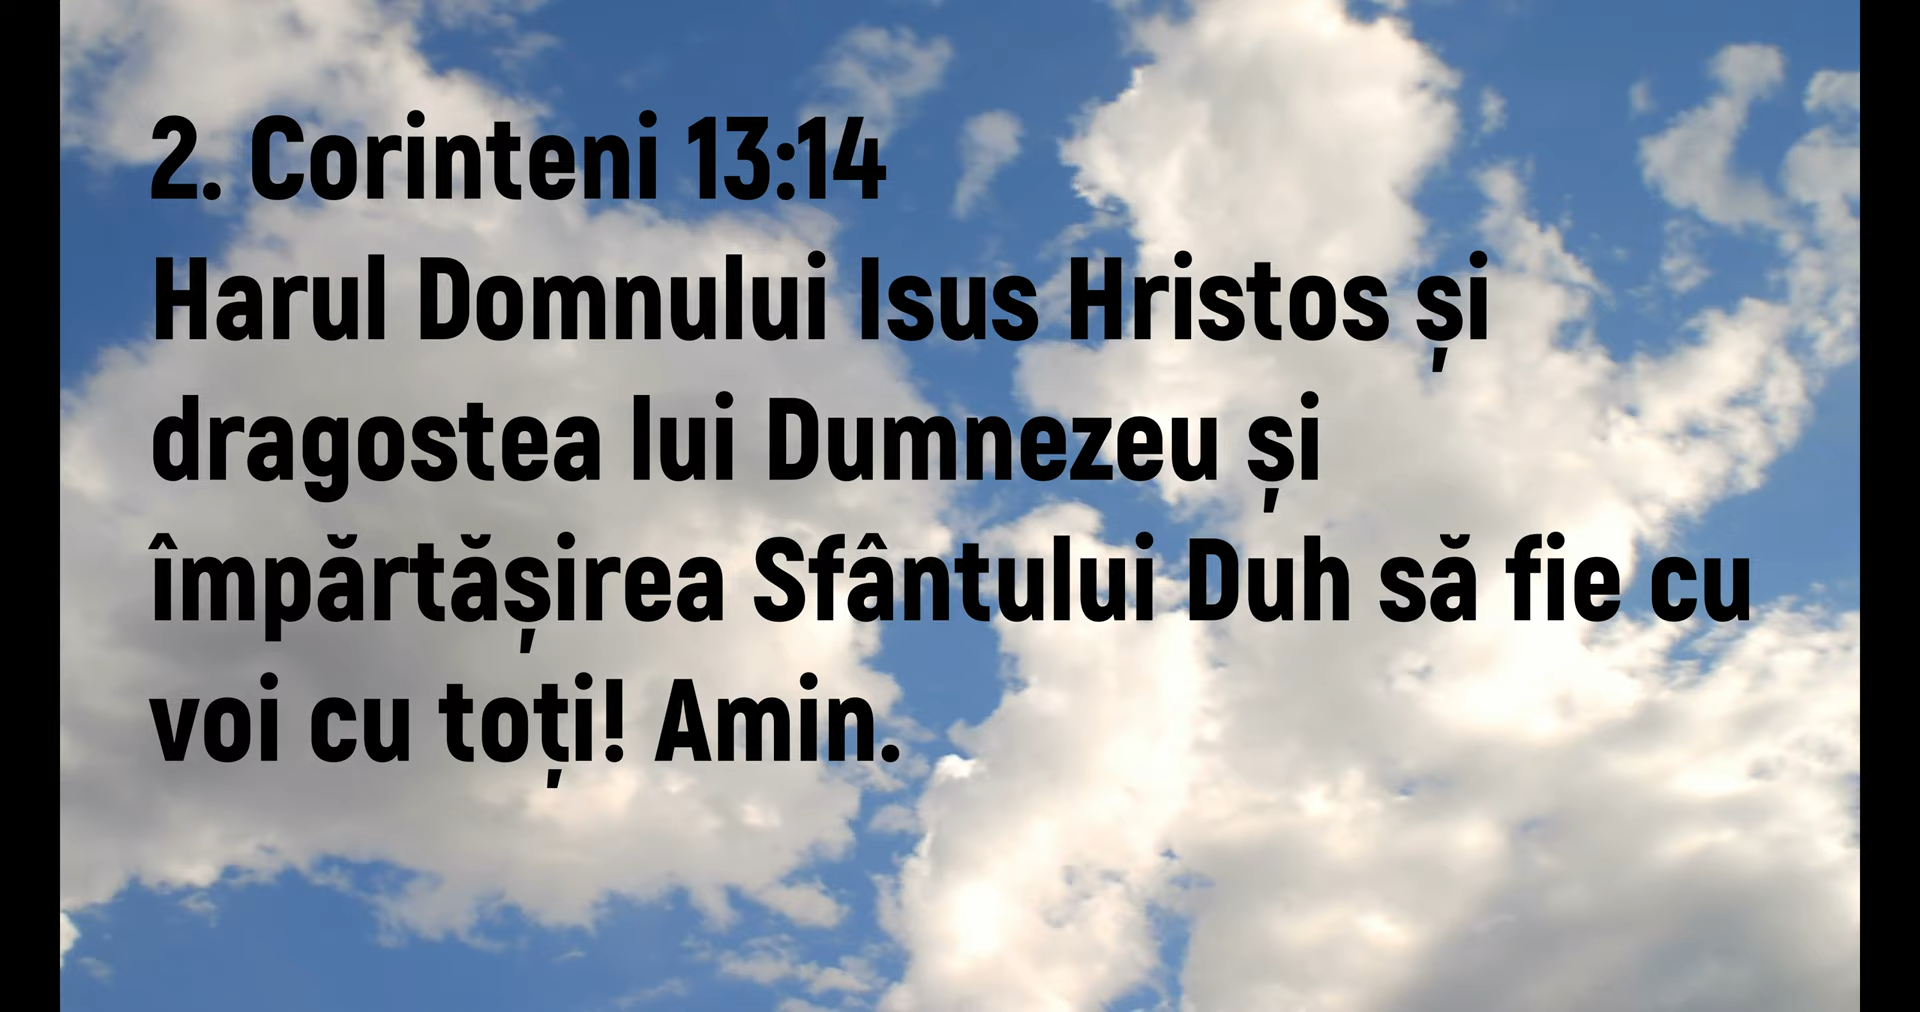 2. Corinteni 13:14
Harul Domnului Isus Hristos și
dragostea lui Dumnezeu și
împărtășirea Sfântului Duh să fie cu
voi cu toți! Amin.